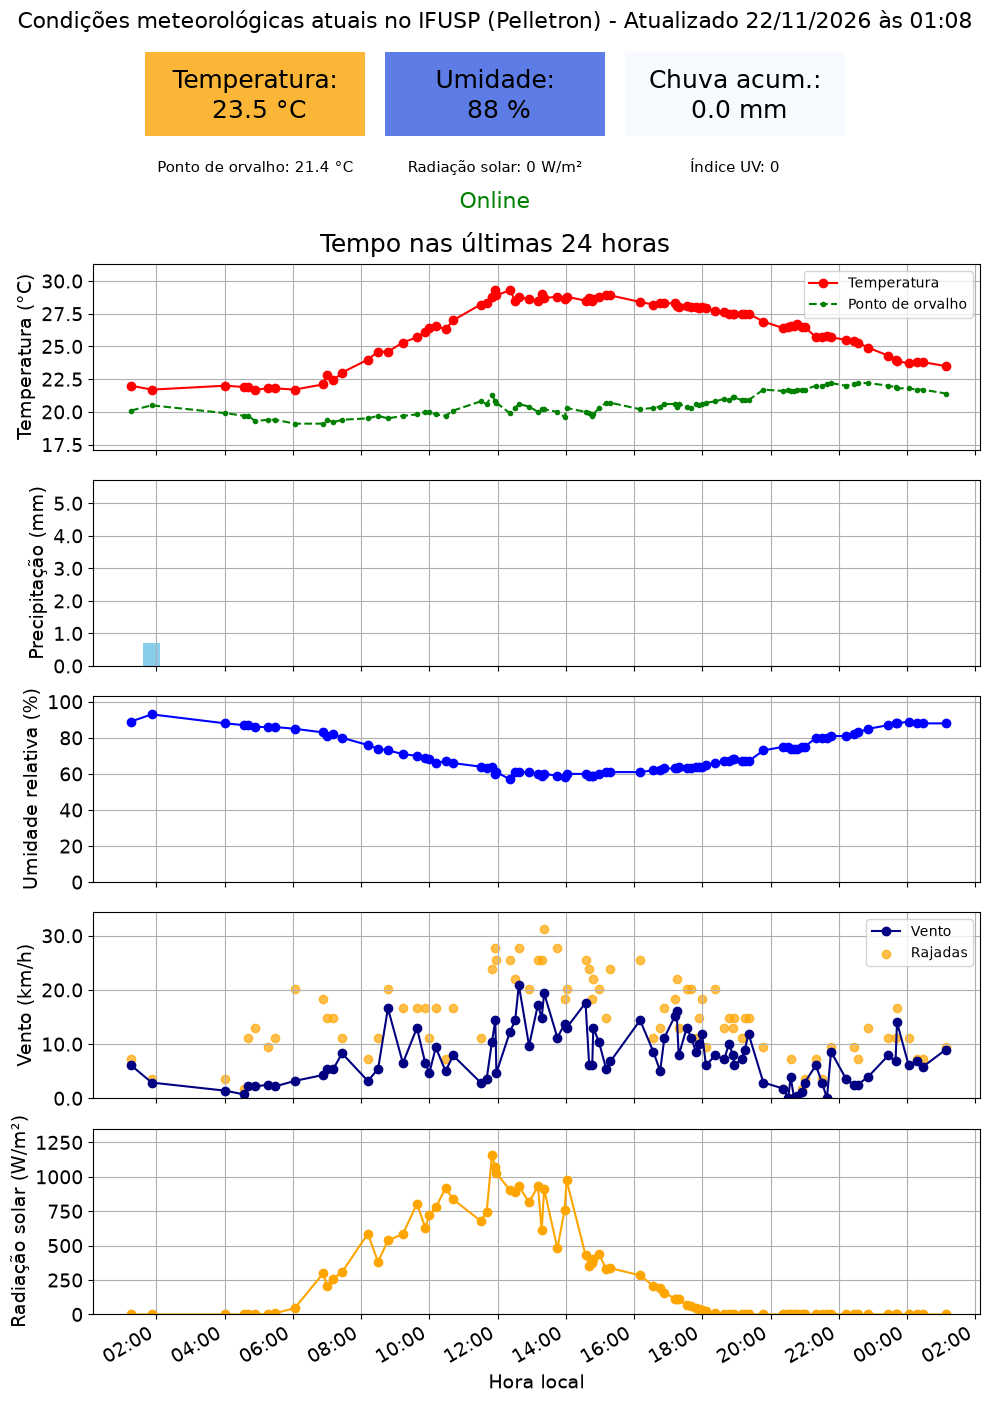 Condições meteorológicas atuais no IFUSP (Pelletron) - Atualizado 22/11/2026 às 01:08
Temperatura:
23.5 °C
Umidade:
88 %
Chuva acum.:
0.0 mm
Ponto de orvalho: 21.4 °C
Radiação solar: 0 W/m²
Índice UV: 0
Online
Tempo nas últimas 24 horas
Temperatura (°C)
30.0
27.5
25.0
22.5
20.0
17.5
Temperatura
Ponto de orvalho
Precipitação (mm)
5.0
4.0
3.0
2.0
1.0
0.0
Umidade relativa (%)
100
80
60
40
20
0
Vento (km/h)
30.0
20.0
10.0
0.0
Vento
Rajadas
Radiação solar (W/m²)
1250
1000
750
500
250
0
02:00 04:00 06:00 08:00 10:00 12:00 14:00 16:00 18:00 20:00 22:00 00:00 02:00
Hora local